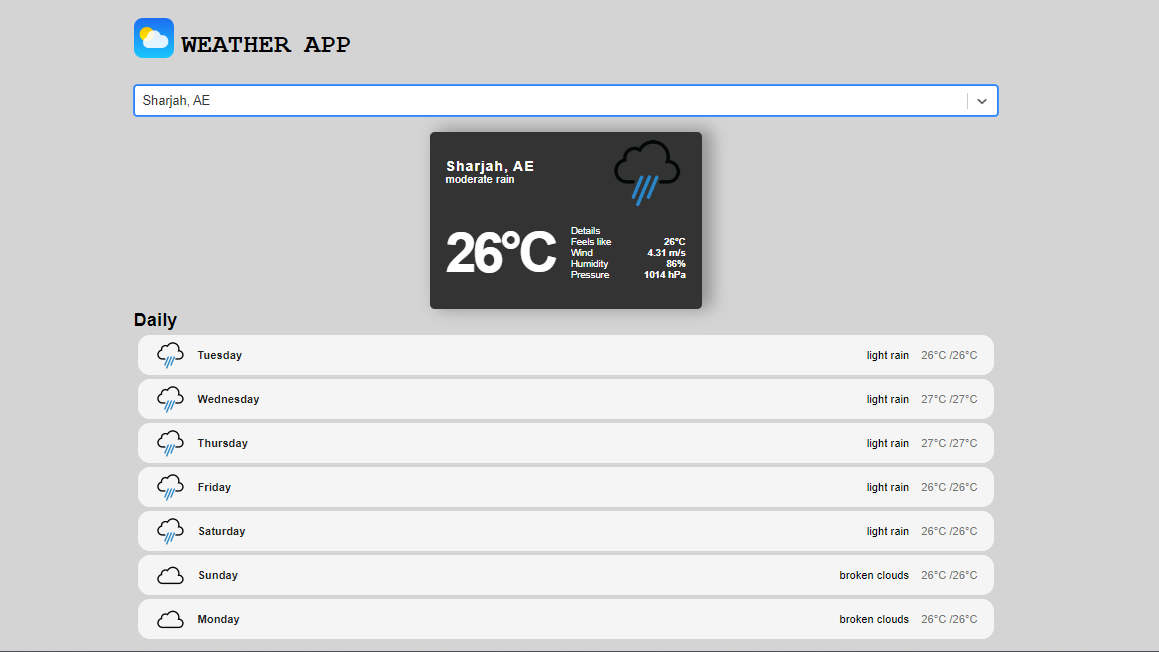 WEATHER APP
Sharjah, AE
Sharjah, AE
moderate rain
26°C
Details
Feels like 26°C
Wind 4.31 m/s
Humidity 86%
Pressure 1014 hPa
Daily
Tuesday light rain 26°C /26°C
Wednesday light rain 27°C /27°C
Thursday light rain 27°C /27°C
Friday light rain 26°C /26°C
Saturday light rain 26°C /26°C
Sunday broken clouds 26°C /26°C
Monday broken clouds 26°C /26°C